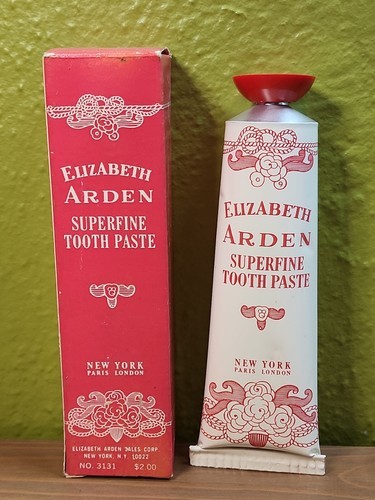 ELIZABETH
ARDEN
SUPERFINE
TOOTH PASTE
NEW YORK
PARIS LONDON
ELIZABETH ARDEN SALES CORP.
NEW YORK, N.Y. 10022
NO. 3131 $2.00
ELIZABETH
ARDEN
SUPERFINE
TOOTH PASTE
NEW YORK
PARIS LONDON